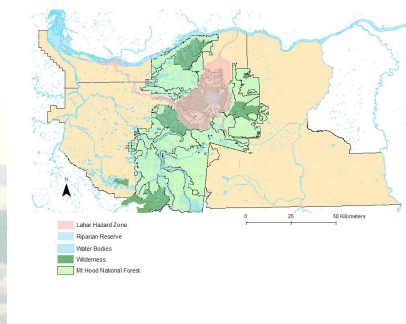 N
0 25 50 Kilometers
Lahar Hazard Zone
Riparian Reserve
Water Bodies
Wilderness
Mt Hood National Forest